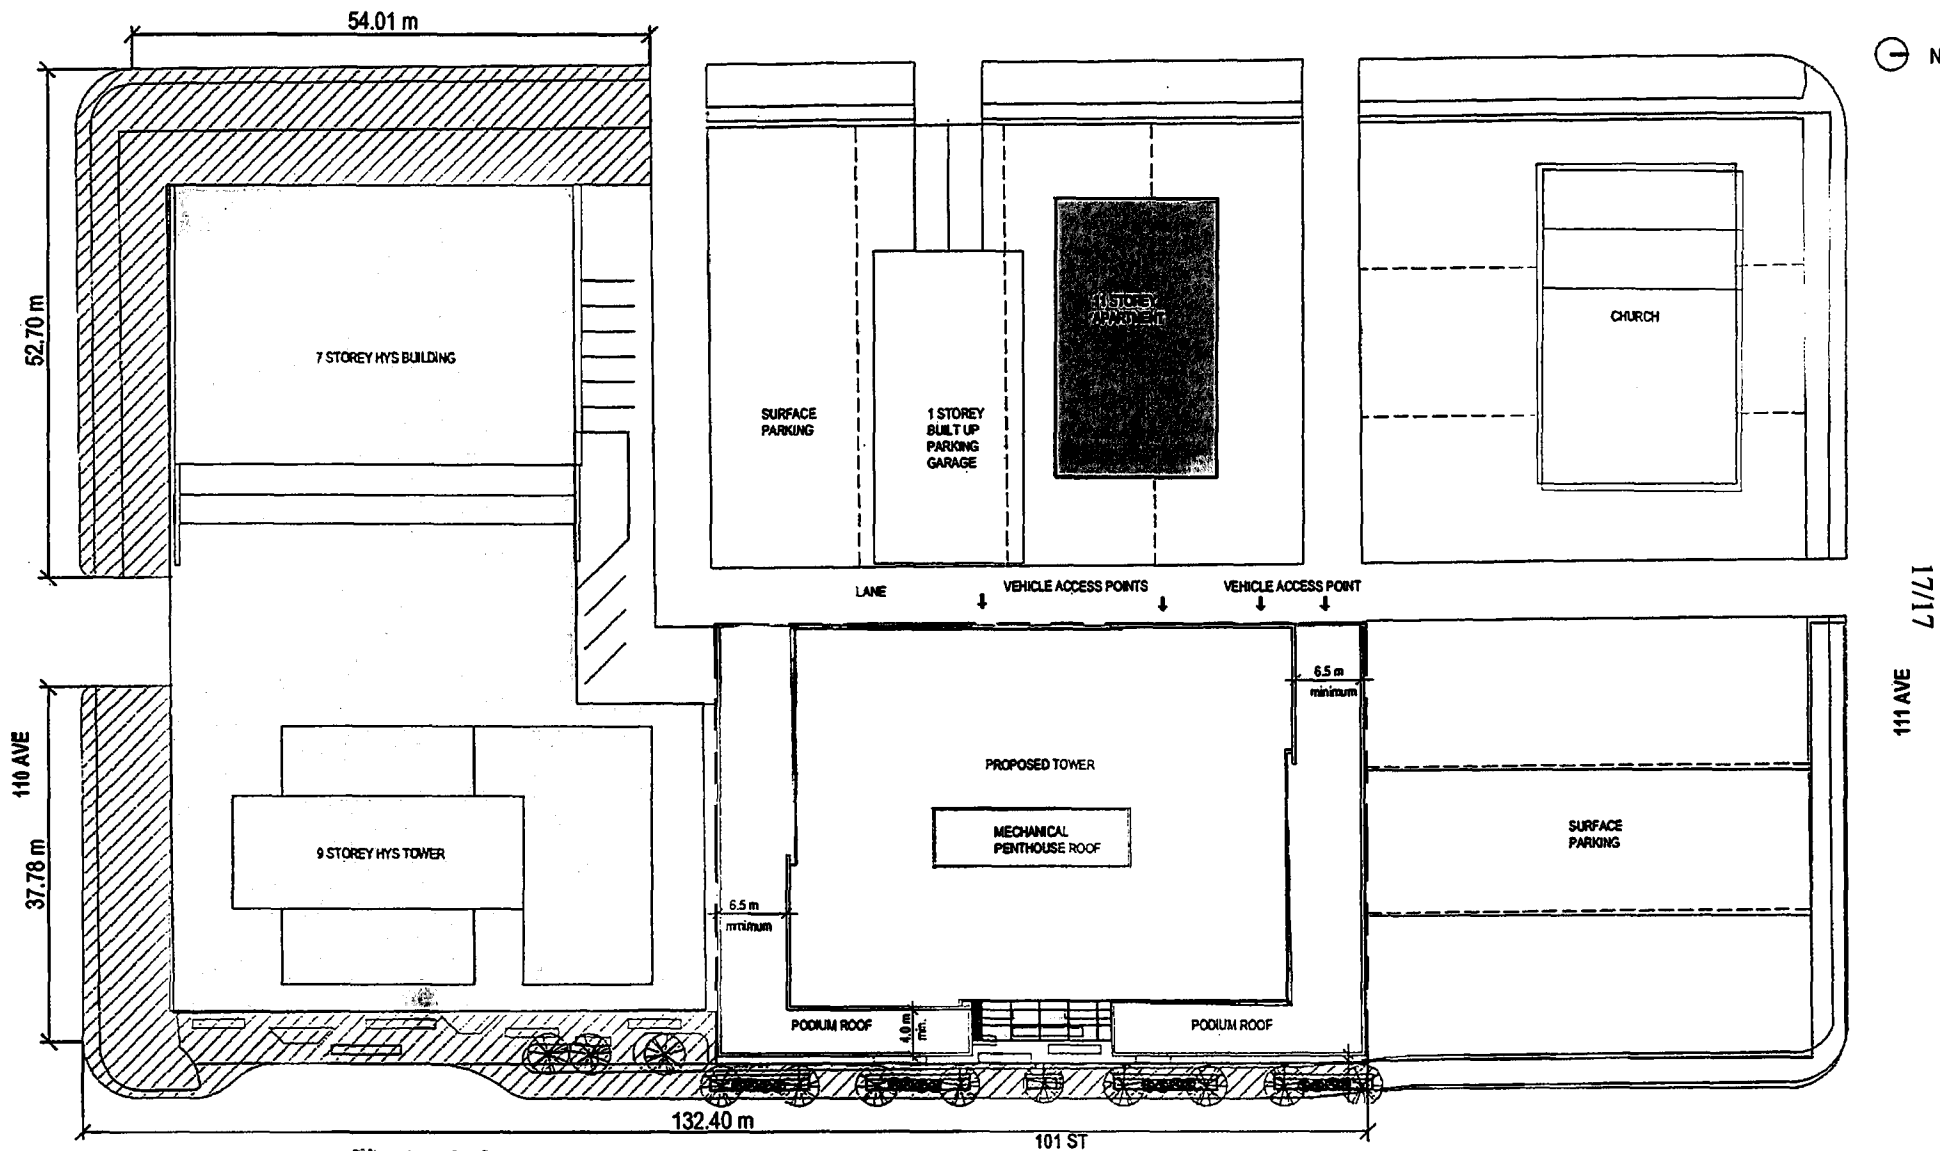 54.01 m
N
52.70 m
7 STOREY HYS BUILDING
11 STOREY
APARTMENT
CHURCH
SURFACE
PARKING
1 STOREY
BUILT UP
PARKING
GARAGE
LANE
VEHICLE ACCESS POINTS
VEHICLE ACCESS POINT
17/17
111 AVE
6.5 m
minimum
110 AVE
37.78 m
PROPOSED TOWER
MECHANICAL
PENTHOUSE ROOF
SURFACE
PARKING
9 STOREY HYS TOWER
6.5 m
minimum
PODIUM ROOF
4.0 m
min.
PODIUM ROOF
132.40 m
101 ST